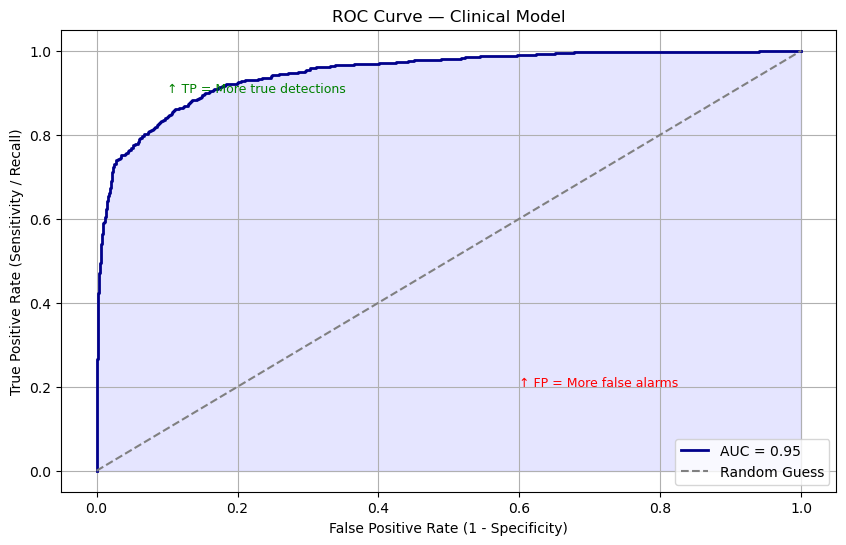 ROC Curve — Clinical Model
True Positive Rate (Sensitivity / Recall)
1.0
0.8
0.6
0.4
0.2
0.0
↑ TP = More true detections
↑ FP = More false alarms
AUC = 0.95
Random Guess
0.0 0.2 0.4 0.6 0.8 1.0
False Positive Rate (1 - Specificity)